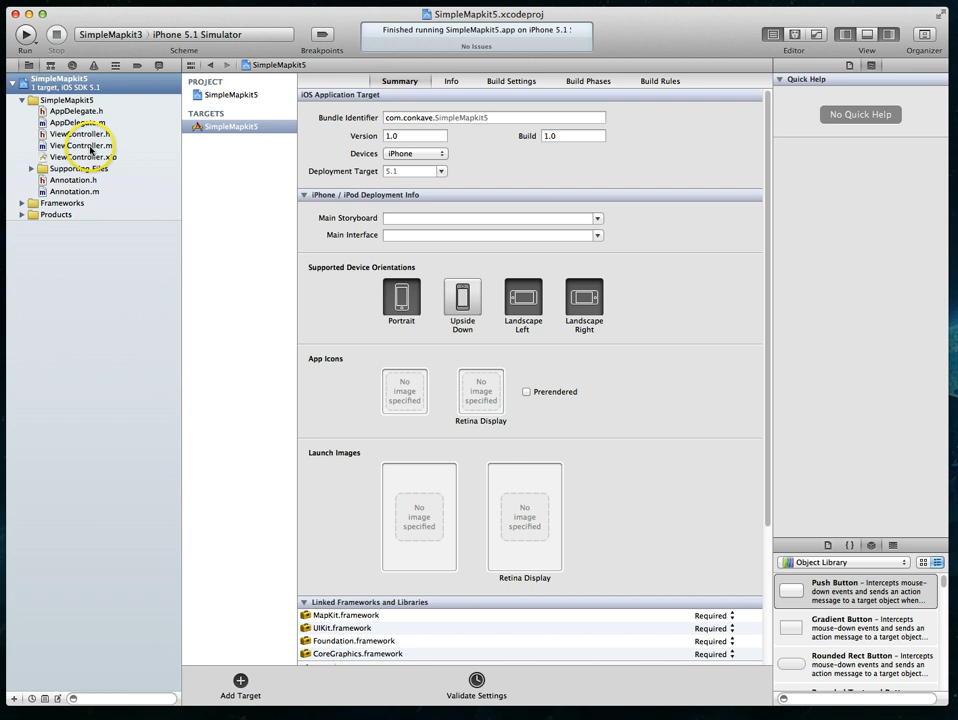 SimpleMapkit5.xcodeproj
SimpleMapkit3 › iPhone 5.1 Simulator
Finished running SimpleMapkit5.app on iPhone 5.1
No Issues
Run
Stop
Scheme
Breakpoints
Editor
View
Organizer
SimpleMapkit5
1 target, iOS SDK 5.1
SimpleMapkit5
AppDelegate.h
AppDelegate.m
ViewController.h
ViewController.m
ViewController.xib
Supporting Files
Annotation.h
Annotation.m
Frameworks
Products
SimpleMapkit5
PROJECT
SimpleMapkit5
TARGETS
SimpleMapkit5
Summary
Info
Build Settings
Build Phases
Build Rules
iOS Application Target
Bundle Identifier
com.conkave.SimpleMapkit5
Version
1.0
Build
1.0
Devices
iPhone
Deployment Target
5.1
iPhone / iPod Deployment Info
Main Storyboard
Main Interface
Supported Device Orientations
Portrait
Upside
Down
Landscape
Left
Landscape
Right
App Icons
No
image
specified
No
image
specified
Prerendered
Retina Display
Launch Images
No
image
specified
No
image
specified
Retina Display
Linked Frameworks and Libraries
MapKit.framework
Required
UIKit.framework
Required
Foundation.framework
Required
CoreGraphics.framework
Required
Add Target
Validate Settings
Quick Help
No Quick Help
Object Library
Push Button - Intercepts mouse-
down events and sends an action
message to a target object when...
Gradient Button - Intercepts
mouse-down events and sends an
action message to a target object...
Rounded Rect Button - Intercepts
mouse-down events and sends an
action message to a target object...